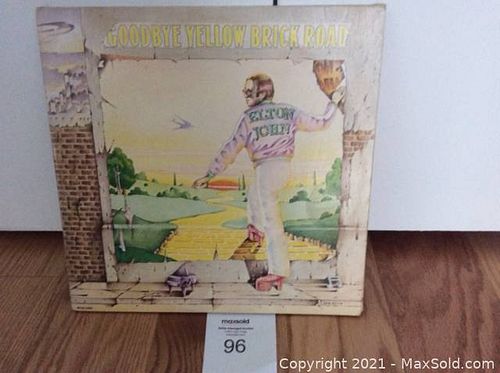 GOODBYE YELLOW BRICK ROAD
ELTON
JOHN
maxsold
96
Copyright © 2021 - MaxSold.com